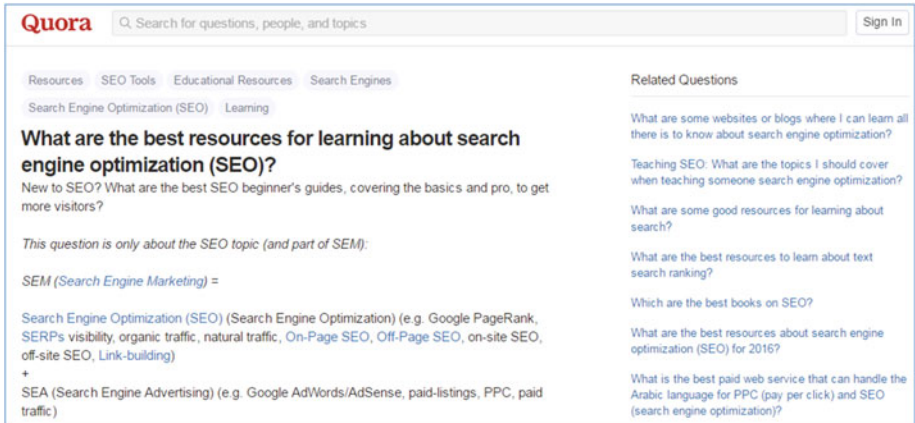 Quora
Search for questions, people, and topics
Sign In
Resources SEO Tools Educational Resources Search Engines
Search Engine Optimization (SEO) Learning
What are the best resources for learning about search
engine optimization (SEO)?
New to SEO? What are the best SEO beginner's guides, covering the basics and pro, to get
more visitors?
This question is only about the SEO topic (and part of SEM):
SEM (Search Engine Marketing) =
Search Engine Optimization (SEO) (Search Engine Optimization) (e.g. Google PageRank,
SERPs visibility, organic traffic, natural traffic, On-Page SEO, Off-Page SEO, on-site SEO,
off-site SEO, Link-building)
+
SEA (Search Engine Advertising) (e.g. Google AdWords/AdSense, paid-listings, PPC, paid
traffic)
Related Questions
What are some websites or blogs where I can learn all
there is to know about search engine optimization?
Teaching SEO: What are the topics I should cover
when teaching someone search engine optimization?
What are some good resources for learning about
search?
What are the best resources to learn about text
search ranking?
Which are the best books on SEO?
What are the best resources about search engine
optimization (SEO) for 2016?
What is the best paid web service that can handle the
Arabic language for PPC (pay per click) and SEO
(search engine optimization)?